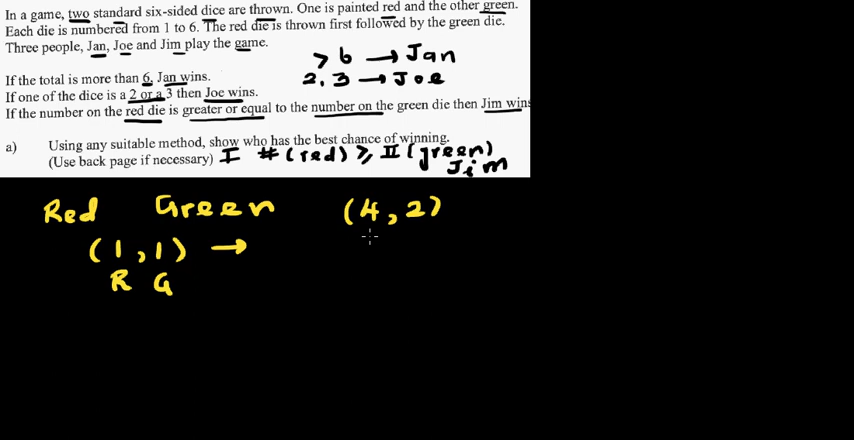 In a game, two standard six-sided dice are thrown. One is painted red and the other green.
Each die is numbered from 1 to 6. The red die is thrown first followed by the green die.
Three people, Jan, Joe and Jim play the game.
> 6 → Jan
If the total is more than 6, Jan wins.
2.3 → Joe
If one of the dice is a 2 or a 3 then Joe wins.
If the number on the red die is greater or equal to the number on the green die then Jim wins
a) Using any suitable method, show who has the best chance of winning.
(Use back page if necessary) I #(red) ≥ II (green)
Jim
Red Green (4,2)
(1,1) →
R G